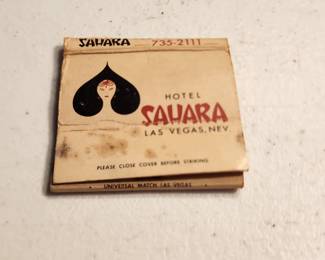 SAHARA 735-2111
HOTEL
SAHARA
LAS VEGAS, NEV
PLEASE CLOSE COVER BEFORE STRIKING
• UNIVERSAL MATCH LAS VEGAS •